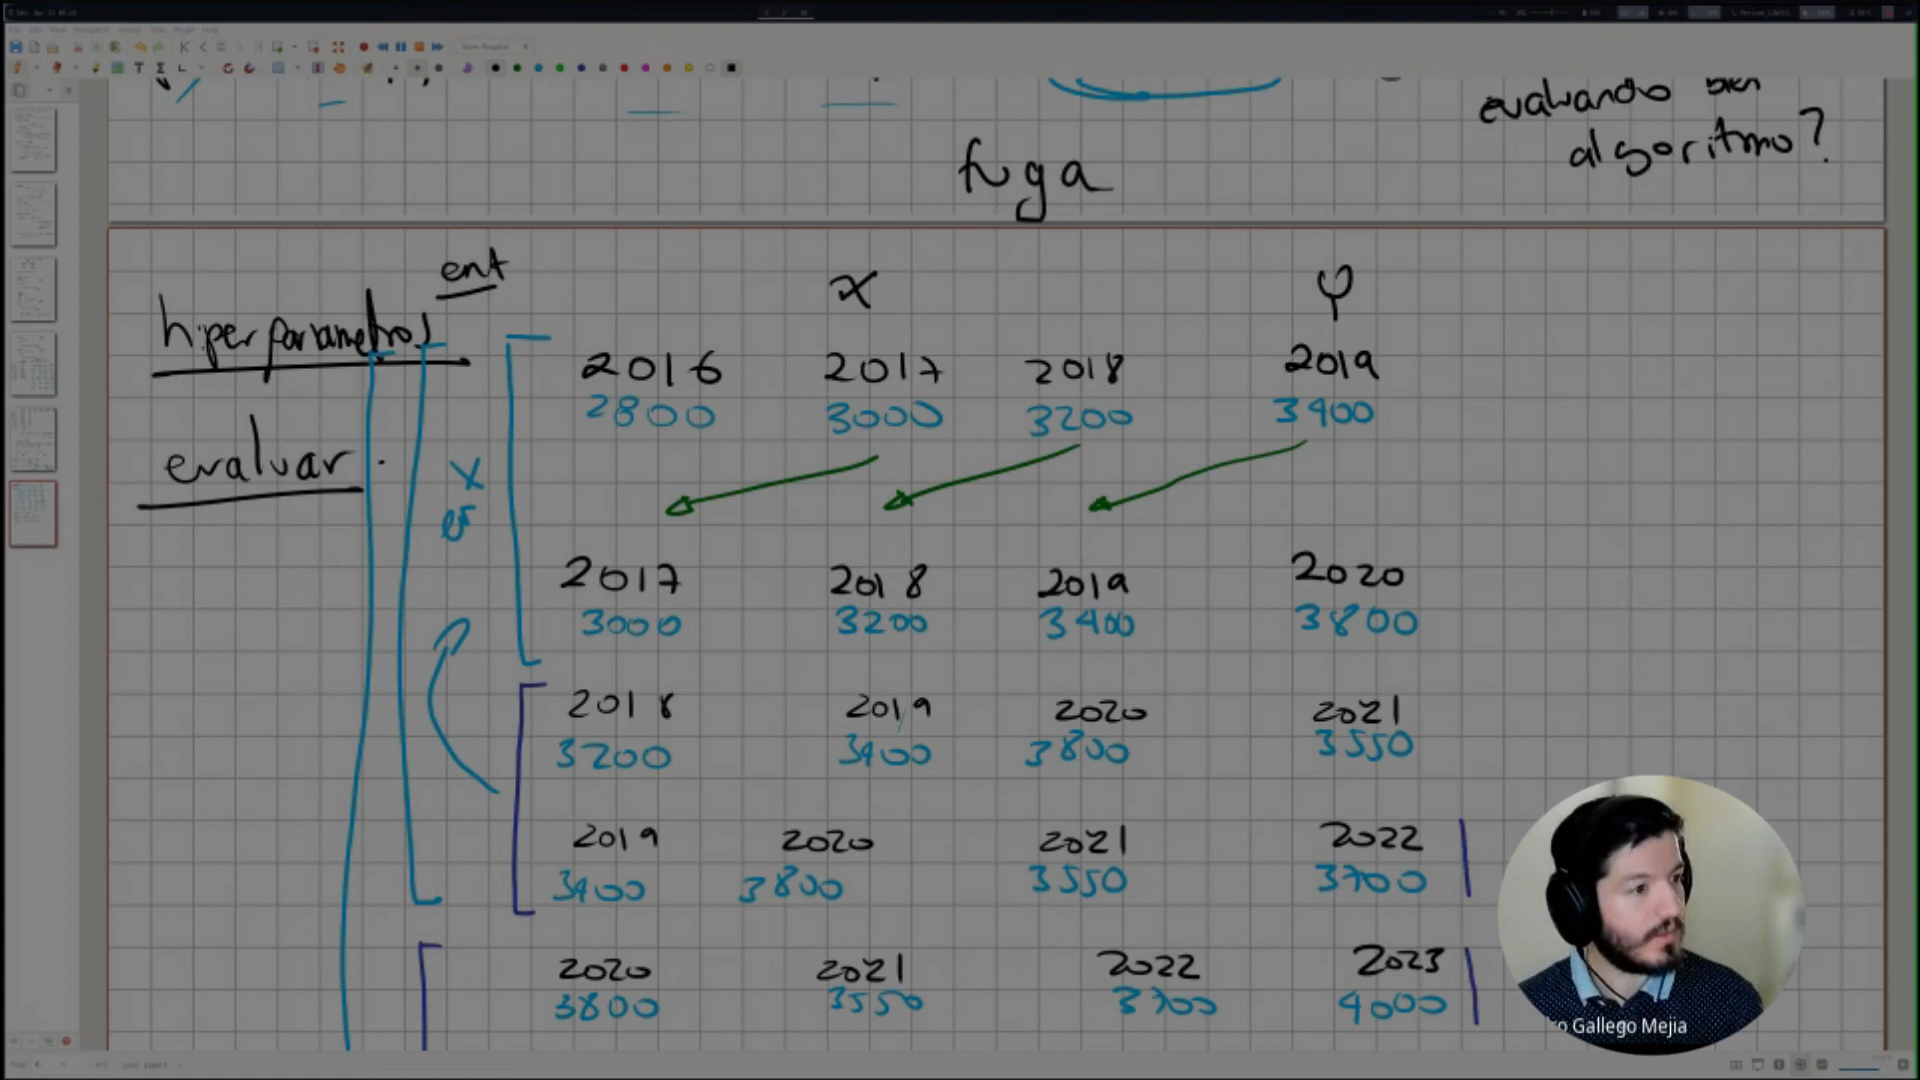 evaluando bien
algoritmo?
fuga
ent
hiperparametros
x
y
2016 2017 2018 2019
2800 3000 3200 3400
evaluar
x
2017 2018 2019 2020
3000 3200 3400 3800
2018 2019 2020 2021
3200 3400 3800 3550
2019 2020 2021 2022
3400 3800 3550 3700
2020 2021 2022 2023
3800 3550 3700 4000
Gallego Mejia